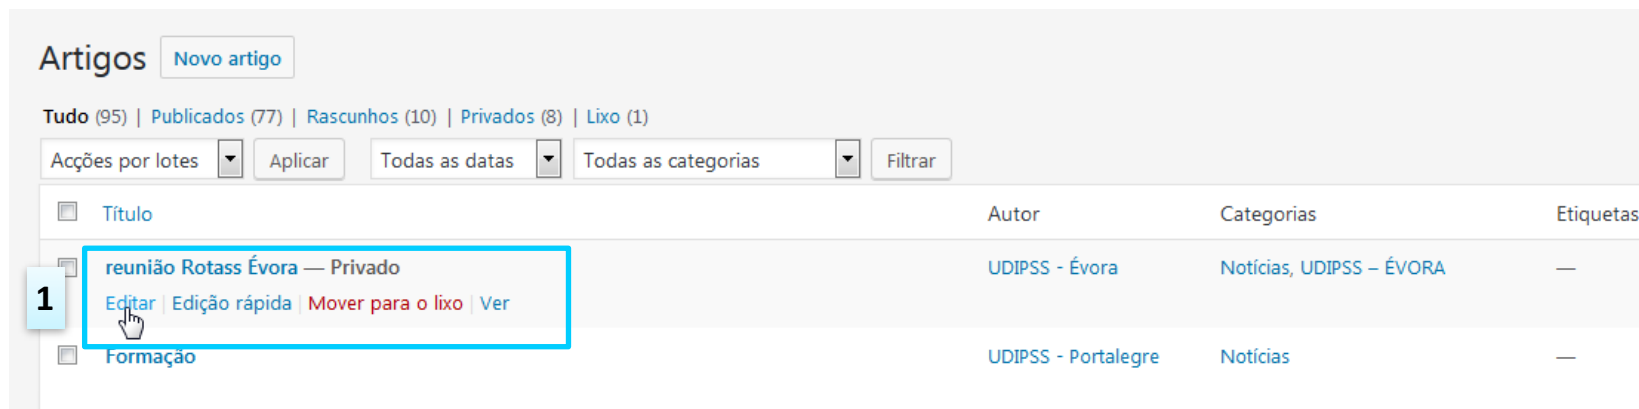 Artigos Novo artigo
Tudo (95) | Publicados (77) | Rascunhos (10) | Privados (8) | Lixo (1)
Acções por lotes Aplicar Todas as datas Todas as categorias Filtrar
Título Autor Categorias Etiquetas
reunião Rotass Évora — Privado UDIPSS - Évora Notícias, UDIPSS – ÉVORA —
1 Editar | Edição rápida | Mover para o lixo | Ver
Formação UDIPSS - Portalegre Notícias —